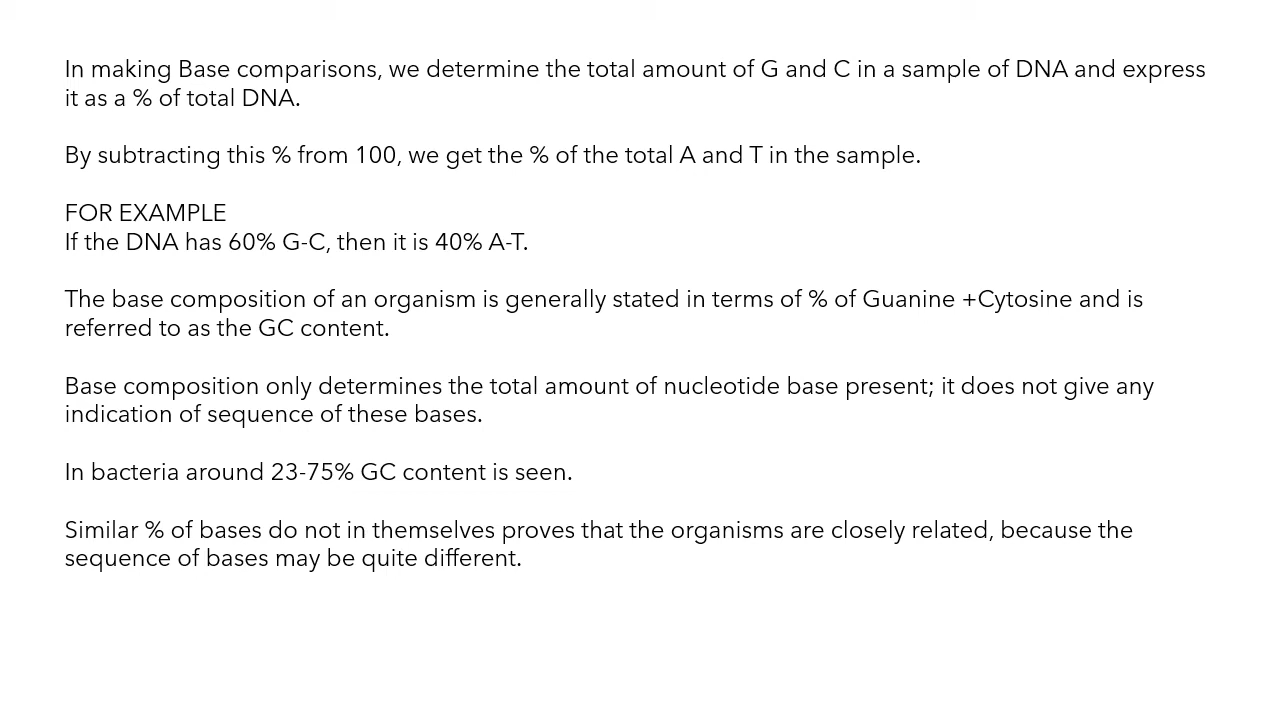 In making Base comparisons, we determine the total amount of G and C in a sample of DNA and express
it as a % of total DNA.
By subtracting this % from 100, we get the % of the total A and T in the sample.
FOR EXAMPLE
If the DNA has 60% G-C, then it is 40% A-T.
The base composition of an organism is generally stated in terms of % of Guanine +Cytosine and is
referred to as the GC content.
Base composition only determines the total amount of nucleotide base present; it does not give any
indication of sequence of these bases.
In bacteria around 23-75% GC content is seen.
Similar % of bases do not in themselves proves that the organisms are closely related, because the
sequence of bases may be quite different.